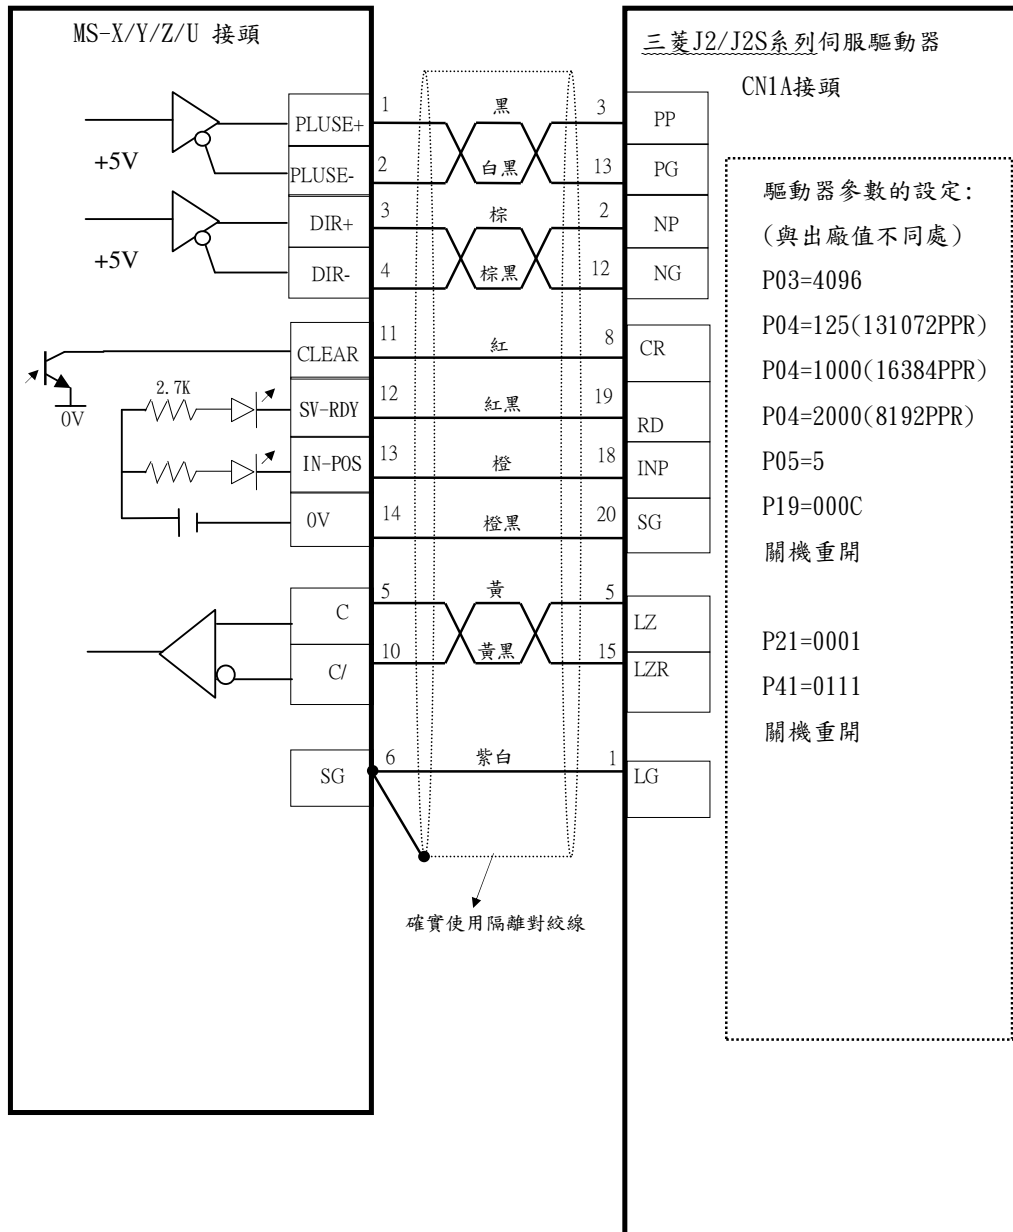 MS-X/Y/Z/U 接頭
三菱J2/J2S系列伺服驅動器
CN1A接頭
PLUSE+ 1 黑 3 PP
+5V
PLUSE- 2 白黑 13 PG
DIR+ 3 棕 2 NP
+5V
DIR- 4 棕黑 12 NG
CLEAR 11 紅 8 CR
0V
2.7K
SV-RDY 12 紅黑 19 RD
IN-POS 13 橙 18 INP
0V 14 橙黑 20 SG
C 5 黃 5 LZ
C/ 10 黃黑 15 LZR
SG 6 紫白 1 LG
確實使用隔離對絞線
驅動器參數的設定:
(與出廠值不同處)
P03=4096
P04=125(131072PPR)
P04=1000(16384PPR)
P04=2000(8192PPR)
P05=5
P19=000C
關機重開
P21=0001
P41=0111
關機重開